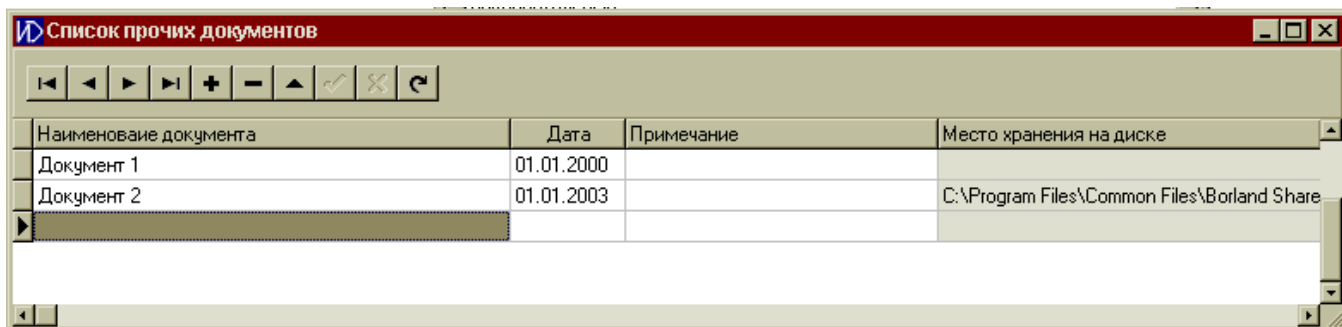 ИД Список прочих документов
Наименоваие документа Дата Примечание Место хранения на диске
Документ 1 01.01.2000
Документ 2 01.01.2003 C:\Program Files\Common Files\Borland Share